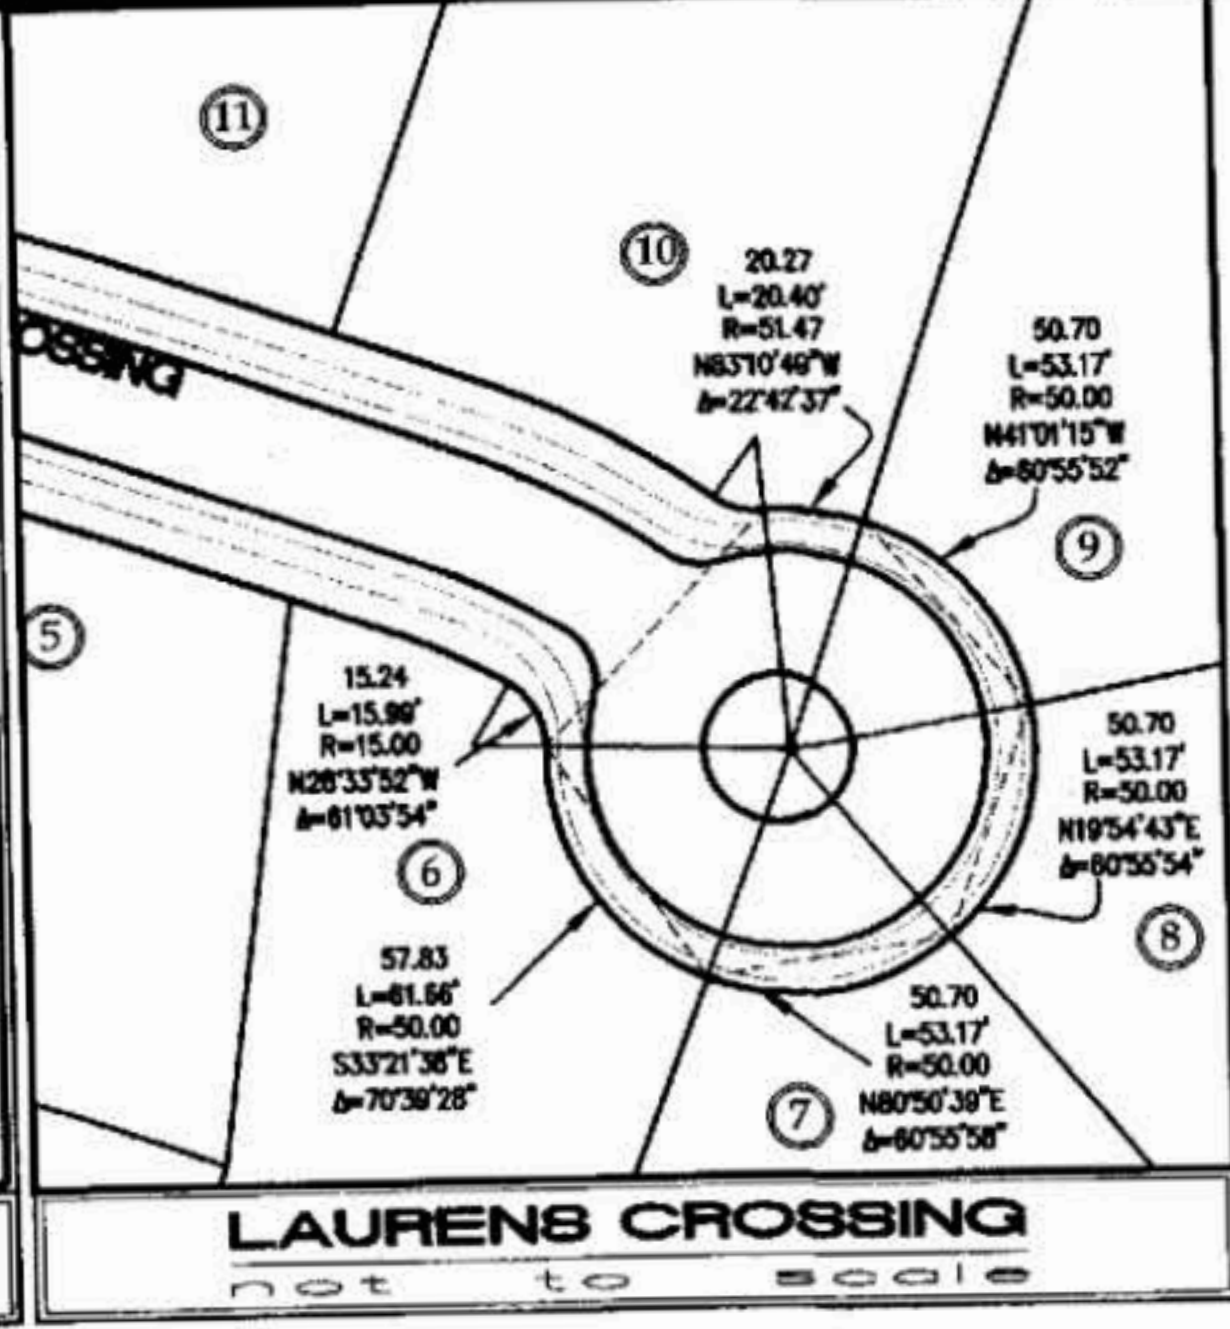 11
10
20.27
L=20.40'
R=51.47
N83°10'49"W
Δ=22°42'37"
50.70
L=53.17'
R=50.00
N41°01'15"W
Δ=60°55'52"
9
OSSING
5
15.24
L=15.99'
R=15.00
N28°33'52"W
Δ=61°03'54"
6
50.70
L=53.17'
R=50.00
N19°54'43"E
Δ=60°55'54"
8
57.83
L=61.66'
R=50.00
S33°21'38"E
Δ=70°39'28"
50.70
L=53.17'
R=50.00
N80°50'39"E
Δ=60°55'58"
7
LAURENS CROSSING
not to scale